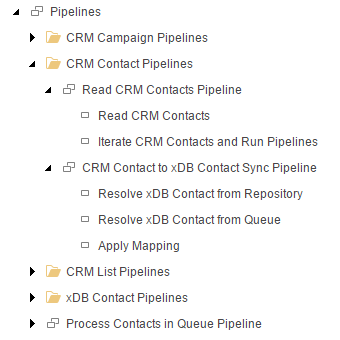 Pipelines
CRM Campaign Pipelines
CRM Contact Pipelines
Read CRM Contacts Pipeline
Read CRM Contacts
Iterate CRM Contacts and Run Pipelines
CRM Contact to xDB Contact Sync Pipeline
Resolve xDB Contact from Repository
Resolve xDB Contact from Queue
Apply Mapping
CRM List Pipelines
xDB Contact Pipelines
Process Contacts in Queue Pipeline